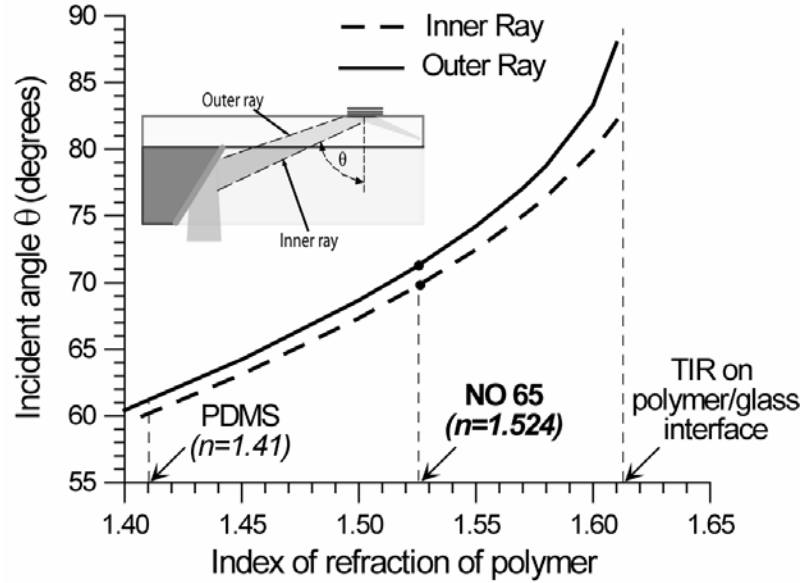 Inner Ray
Outer Ray
Outer ray
θ
Inner ray
Incident angle θ (degrees)
90
85
80
75
70
65
60
55
PDMS
(n=1.41)
NO 65
(n=1.524)
TIR on
polymer/glass
interface
1.40
1.45
1.50
1.55
1.60
1.65
Index of refraction of polymer